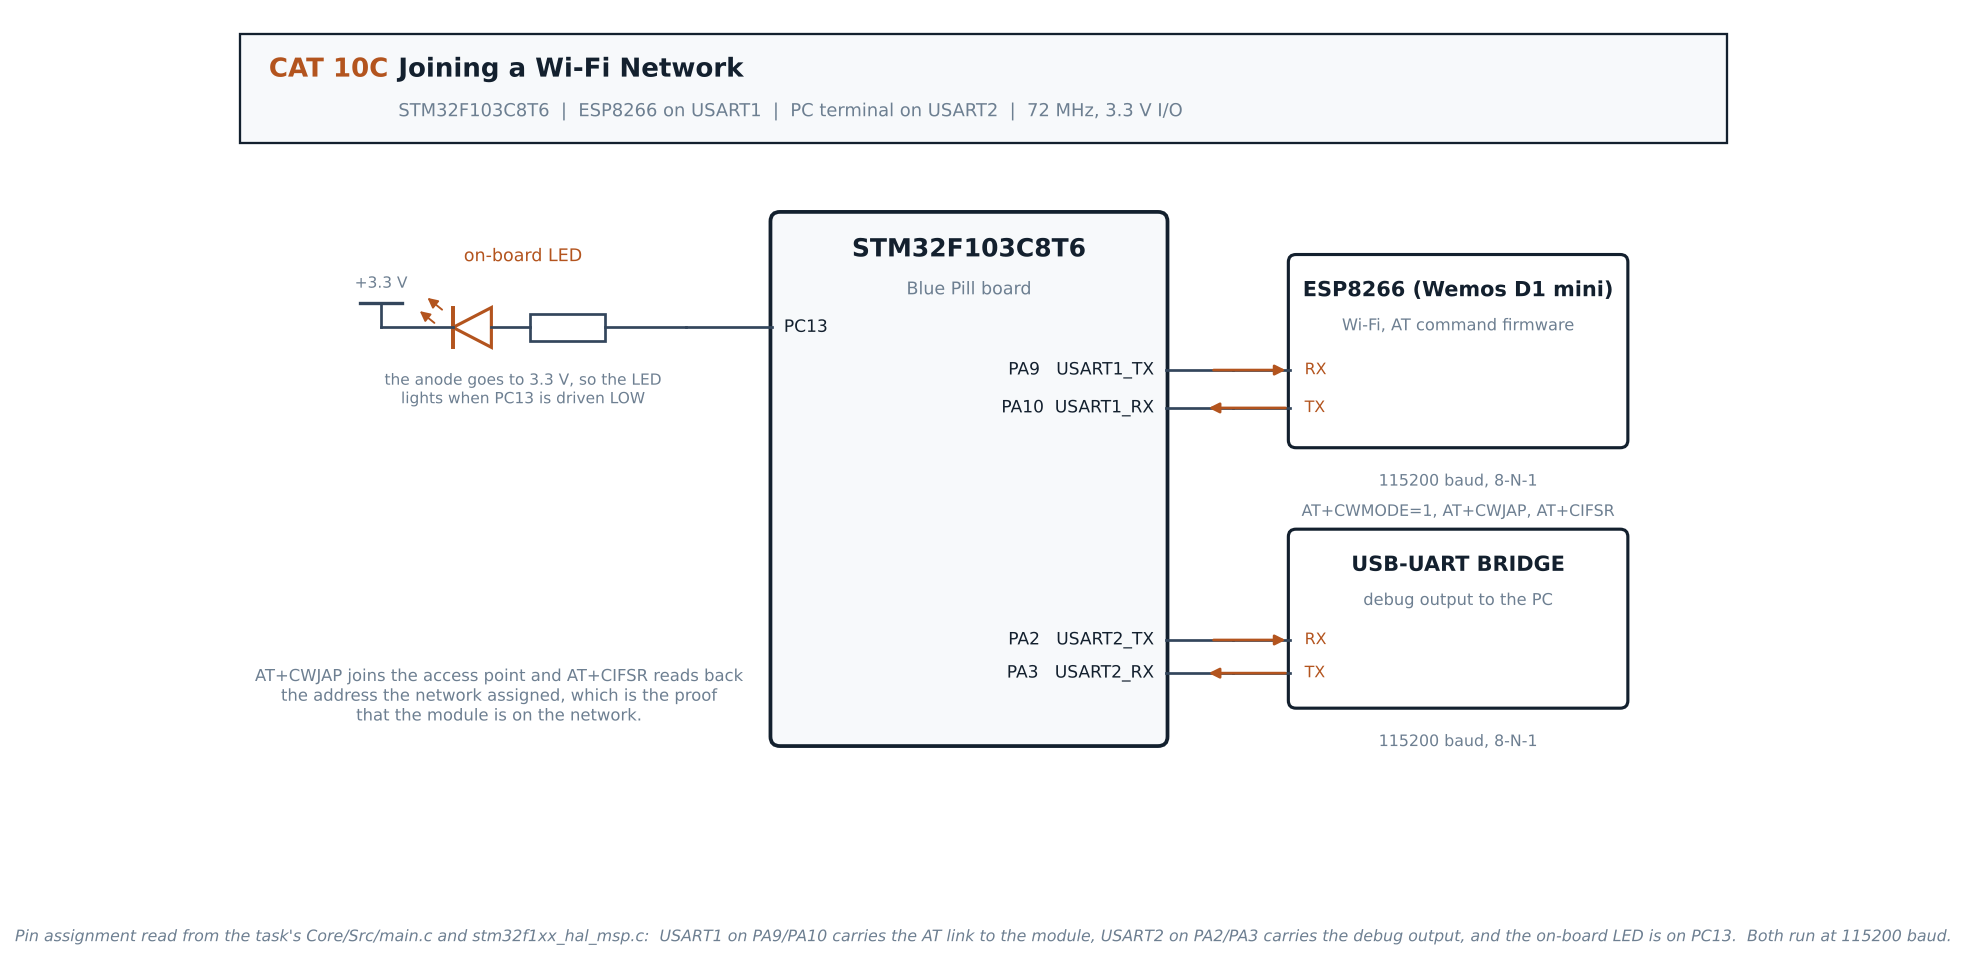 CAT 10C Joining a Wi-Fi Network
STM32F103C8T6 | ESP8266 on USART1 | PC terminal on USART2 | 72 MHz, 3.3 V I/O
on-board LED
+3.3 V
the anode goes to 3.3 V, so the LED
lights when PC13 is driven LOW
STM32F103C8T6
Blue Pill board
PC13
PA9 USART1_TX
PA10 USART1_RX
ESP8266 (Wemos D1 mini)
Wi-Fi, AT command firmware
RX
TX
115200 baud, 8-N-1
AT+CWMODE=1, AT+CWJAP, AT+CIFSR
USB-UART BRIDGE
debug output to the PC
PA2 USART2_TX
PA3 USART2_RX
RX
TX
115200 baud, 8-N-1
AT+CWJAP joins the access point and AT+CIFSR reads back
the address the network assigned, which is the proof
that the module is on the network.
Pin assignment read from the task's Core/Src/main.c and stm32f1xx_hal_msp.c: USART1 on PA9/PA10 carries the AT link to the module, USART2 on PA2/PA3 carries the debug output, and the on-board LED is on PC13. Both run at 115200 baud.